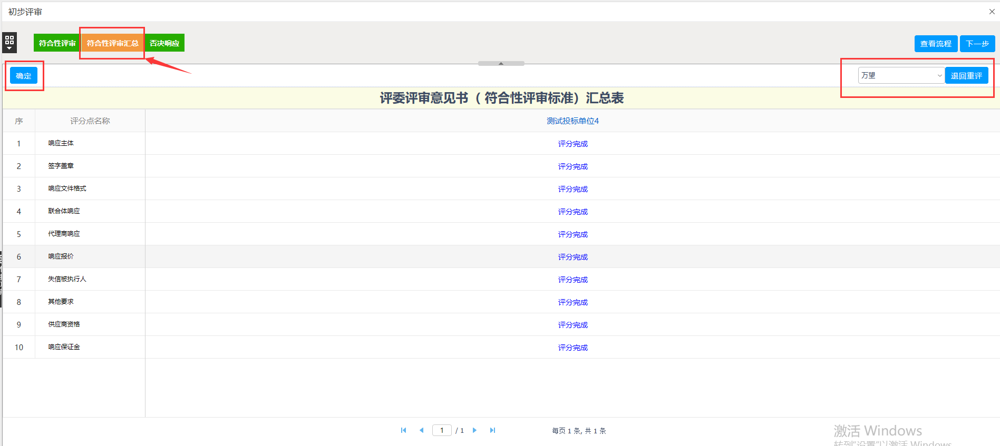 初步评审
符合性评审 符合性评审汇总 否决响应 查看流程 下一步
确定 万望 退回重评
评委评审意见书（符合性评审标准）汇总表
序 评分点名称 测试投标单位4
1 响应主体 评分完成
2 签字盖章 评分完成
3 响应文件格式 评分完成
4 联合体响应 评分完成
5 代理商响应 评分完成
6 响应报价 评分完成
7 失信被执行人 评分完成
8 其他要求 评分完成
9 供应商资格 评分完成
10 响应保证金 评分完成
1 / 1 每页 1 条, 共 1 条
激活 Windows
转到"设置"以激活 Windows